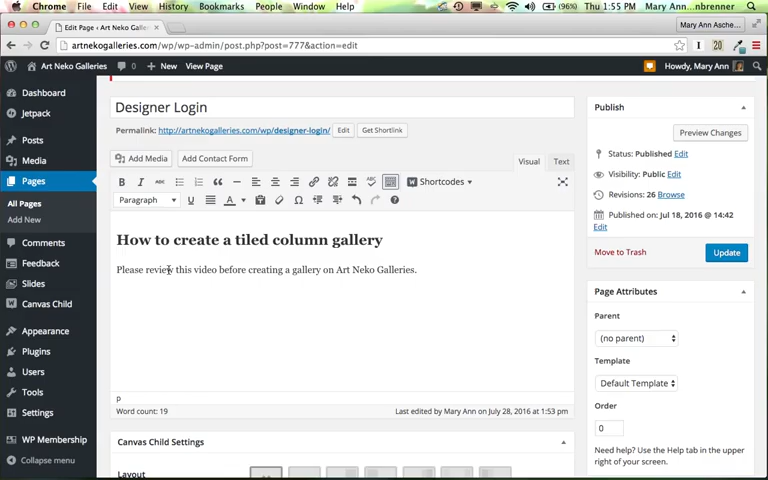 Chrome File Edit View History Bookmarks People Window Help (96%) Thu 1:55 PM Mary Ann nbrenner
Edit Page ‹ Art Neko Galler Mary Ann Asche
artnekogalleries.com/wp/wp-admin/post.php?post=777&action=edit 20
Art Neko Galleries 0 + New View Page Howdy, Mary Ann
Dashboard
Jetpack
Posts
Media
Pages
All Pages
Add New
Comments
Feedback
Slides
Canvas Child
Appearance
Plugins
Users
Tools
Settings
WP Membership
Collapse menu
Designer Login
Permalink: http://artnekogalleries.com/wp/designer-login/ Edit Get Shortlink
Add Media Add Contact Form Visual Text
B I ABC Shortcodes
Paragraph U A
How to create a tiled column gallery
Please review this video before creating a gallery on Art Neko Galleries.
p
Word count: 19 Last edited by Mary Ann on July 28, 2016 at 1:53 pm
Canvas Child Settings
Layout
Publish
Preview Changes
Status: Published Edit
Visibility: Public Edit
Revisions: 26 Browse
Published on: Jul 18, 2016 @ 14:42
Edit
Move to Trash Update
Page Attributes
Parent
(no parent)
Template
Default Template
Order
0
Need help? Use the Help tab in the upper
right of your screen.